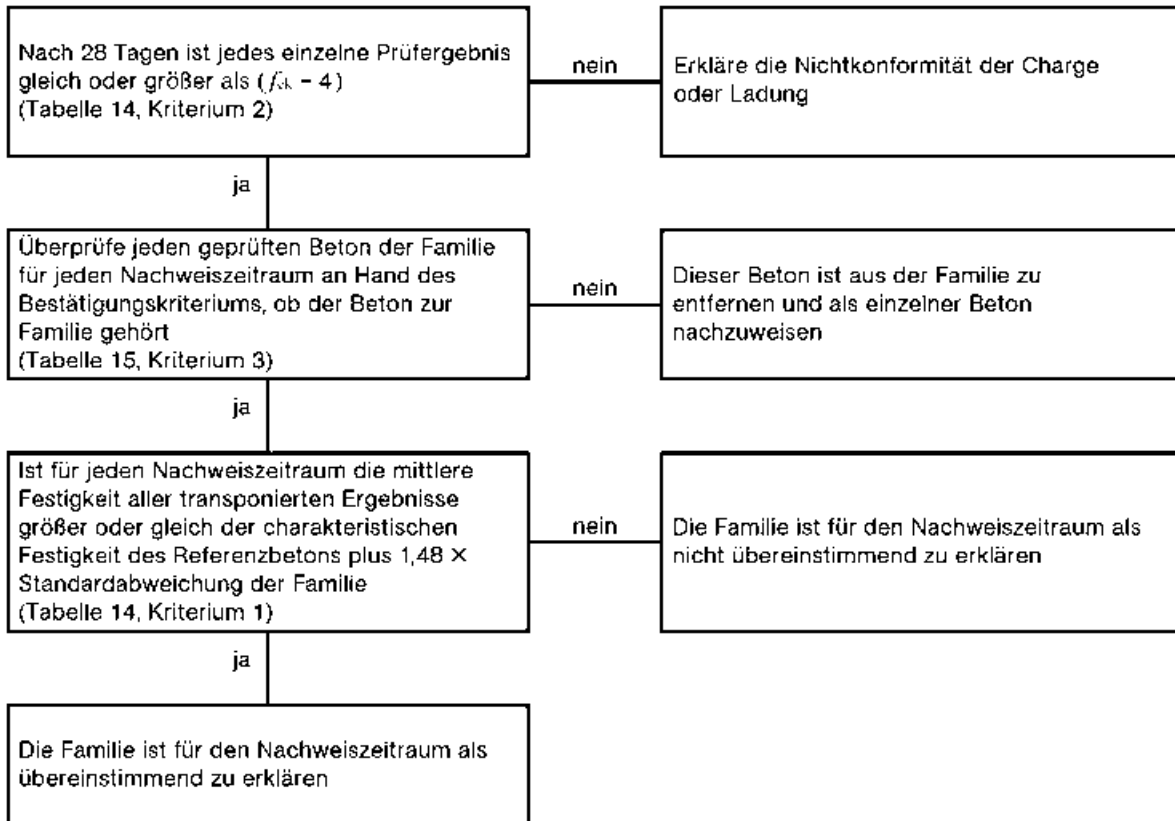 Nach 28 Tagen ist jedes einzelne Prüfergebnis
gleich oder größer als (fck – 4)
(Tabelle 14, Kriterium 2)
nein
Erkläre die Nichtkonformität der Charge
oder Ladung
ja
Überprüfe jeden geprüften Beton der Familie
für jeden Nachweiszeitraum an Hand des
Bestätigungskriteriums, ob der Beton zur
Familie gehört
(Tabelle 15, Kriterium 3)
nein
Dieser Beton ist aus der Familie zu
entfernen und als einzelner Beton
nachzuweisen
ja
Ist für jeden Nachweiszeitraum die mittlere
Festigkeit aller transponierten Ergebnisse
größer oder gleich der charakteristischen
Festigkeit des Referenzbetons plus 1,48 ×
Standardabweichung der Familie
(Tabelle 14, Kriterium 1)
nein
Die Familie ist für den Nachweiszeitraum als
nicht übereinstimmend zu erklären
ja
Die Familie ist für den Nachweiszeitraum als
übereinstimmend zu erklären